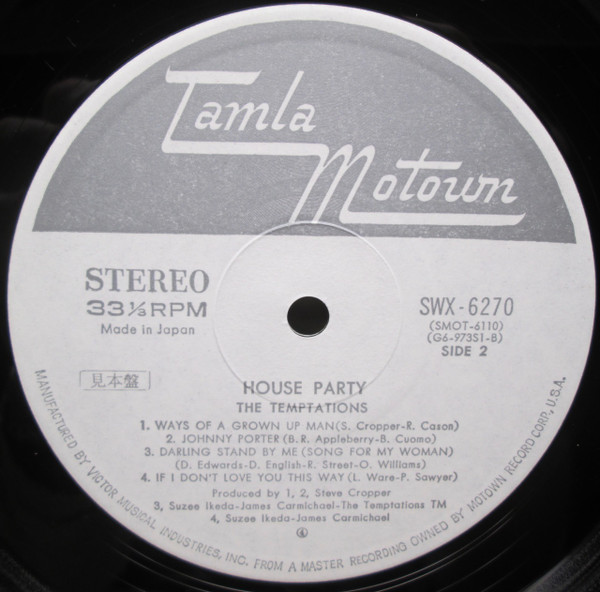 Tamla
Motown
STEREO
33 ⅓ RPM
Made in Japan
見本盤
SWX-6270
(SMOT-6110)
(G6-973S1-B)
SIDE 2
HOUSE PARTY
THE TEMPTATIONS
1. WAYS OF A GROWN UP MAN (S. Cropper-R. Cason)
2. JOHNNY PORTER (B.R. Appleberry-B. Cuomo)
3. DARLING STAND BY ME (SONG FOR MY WOMAN)
(D. Edwards-D. English-R. Street-O. Williams)
4. IF I DON'T LOVE YOU THIS WAY (L. Ware-P. Sawyer)
Produced by 1, 2, Steve Cropper
3, Suzee Ikeda-James Carmichael-The Temptations TM
4, Suzee Ikeda-James Carmichael
MANUFACTURED BY VICTOR MUSICAL INDUSTRIES, INC. FROM A MASTER RECORDING OWNED BY MOTOWN RECORD CORP., U.S.A.